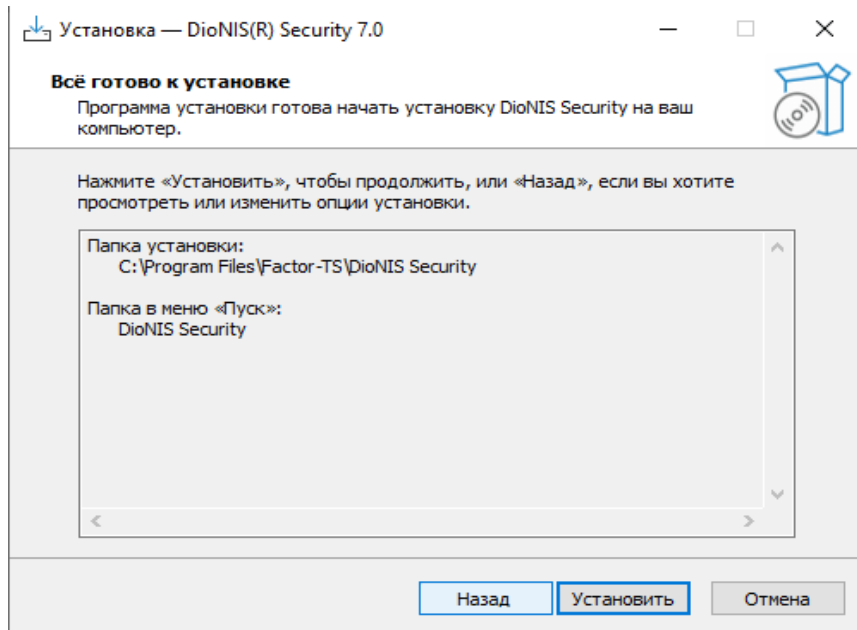 Установка — DioNIS(R) Security 7.0
Всё готово к установке
Программа установки готова начать установку DioNIS Security на ваш
компьютер.
Нажмите «Установить», чтобы продолжить, или «Назад», если вы хотите
просмотреть или изменить опции установки.
Папка установки:
C:\Program Files\Factor-TS\DioNIS Security
Папка в меню «Пуск»:
DioNIS Security
Назад
Установить
Отмена